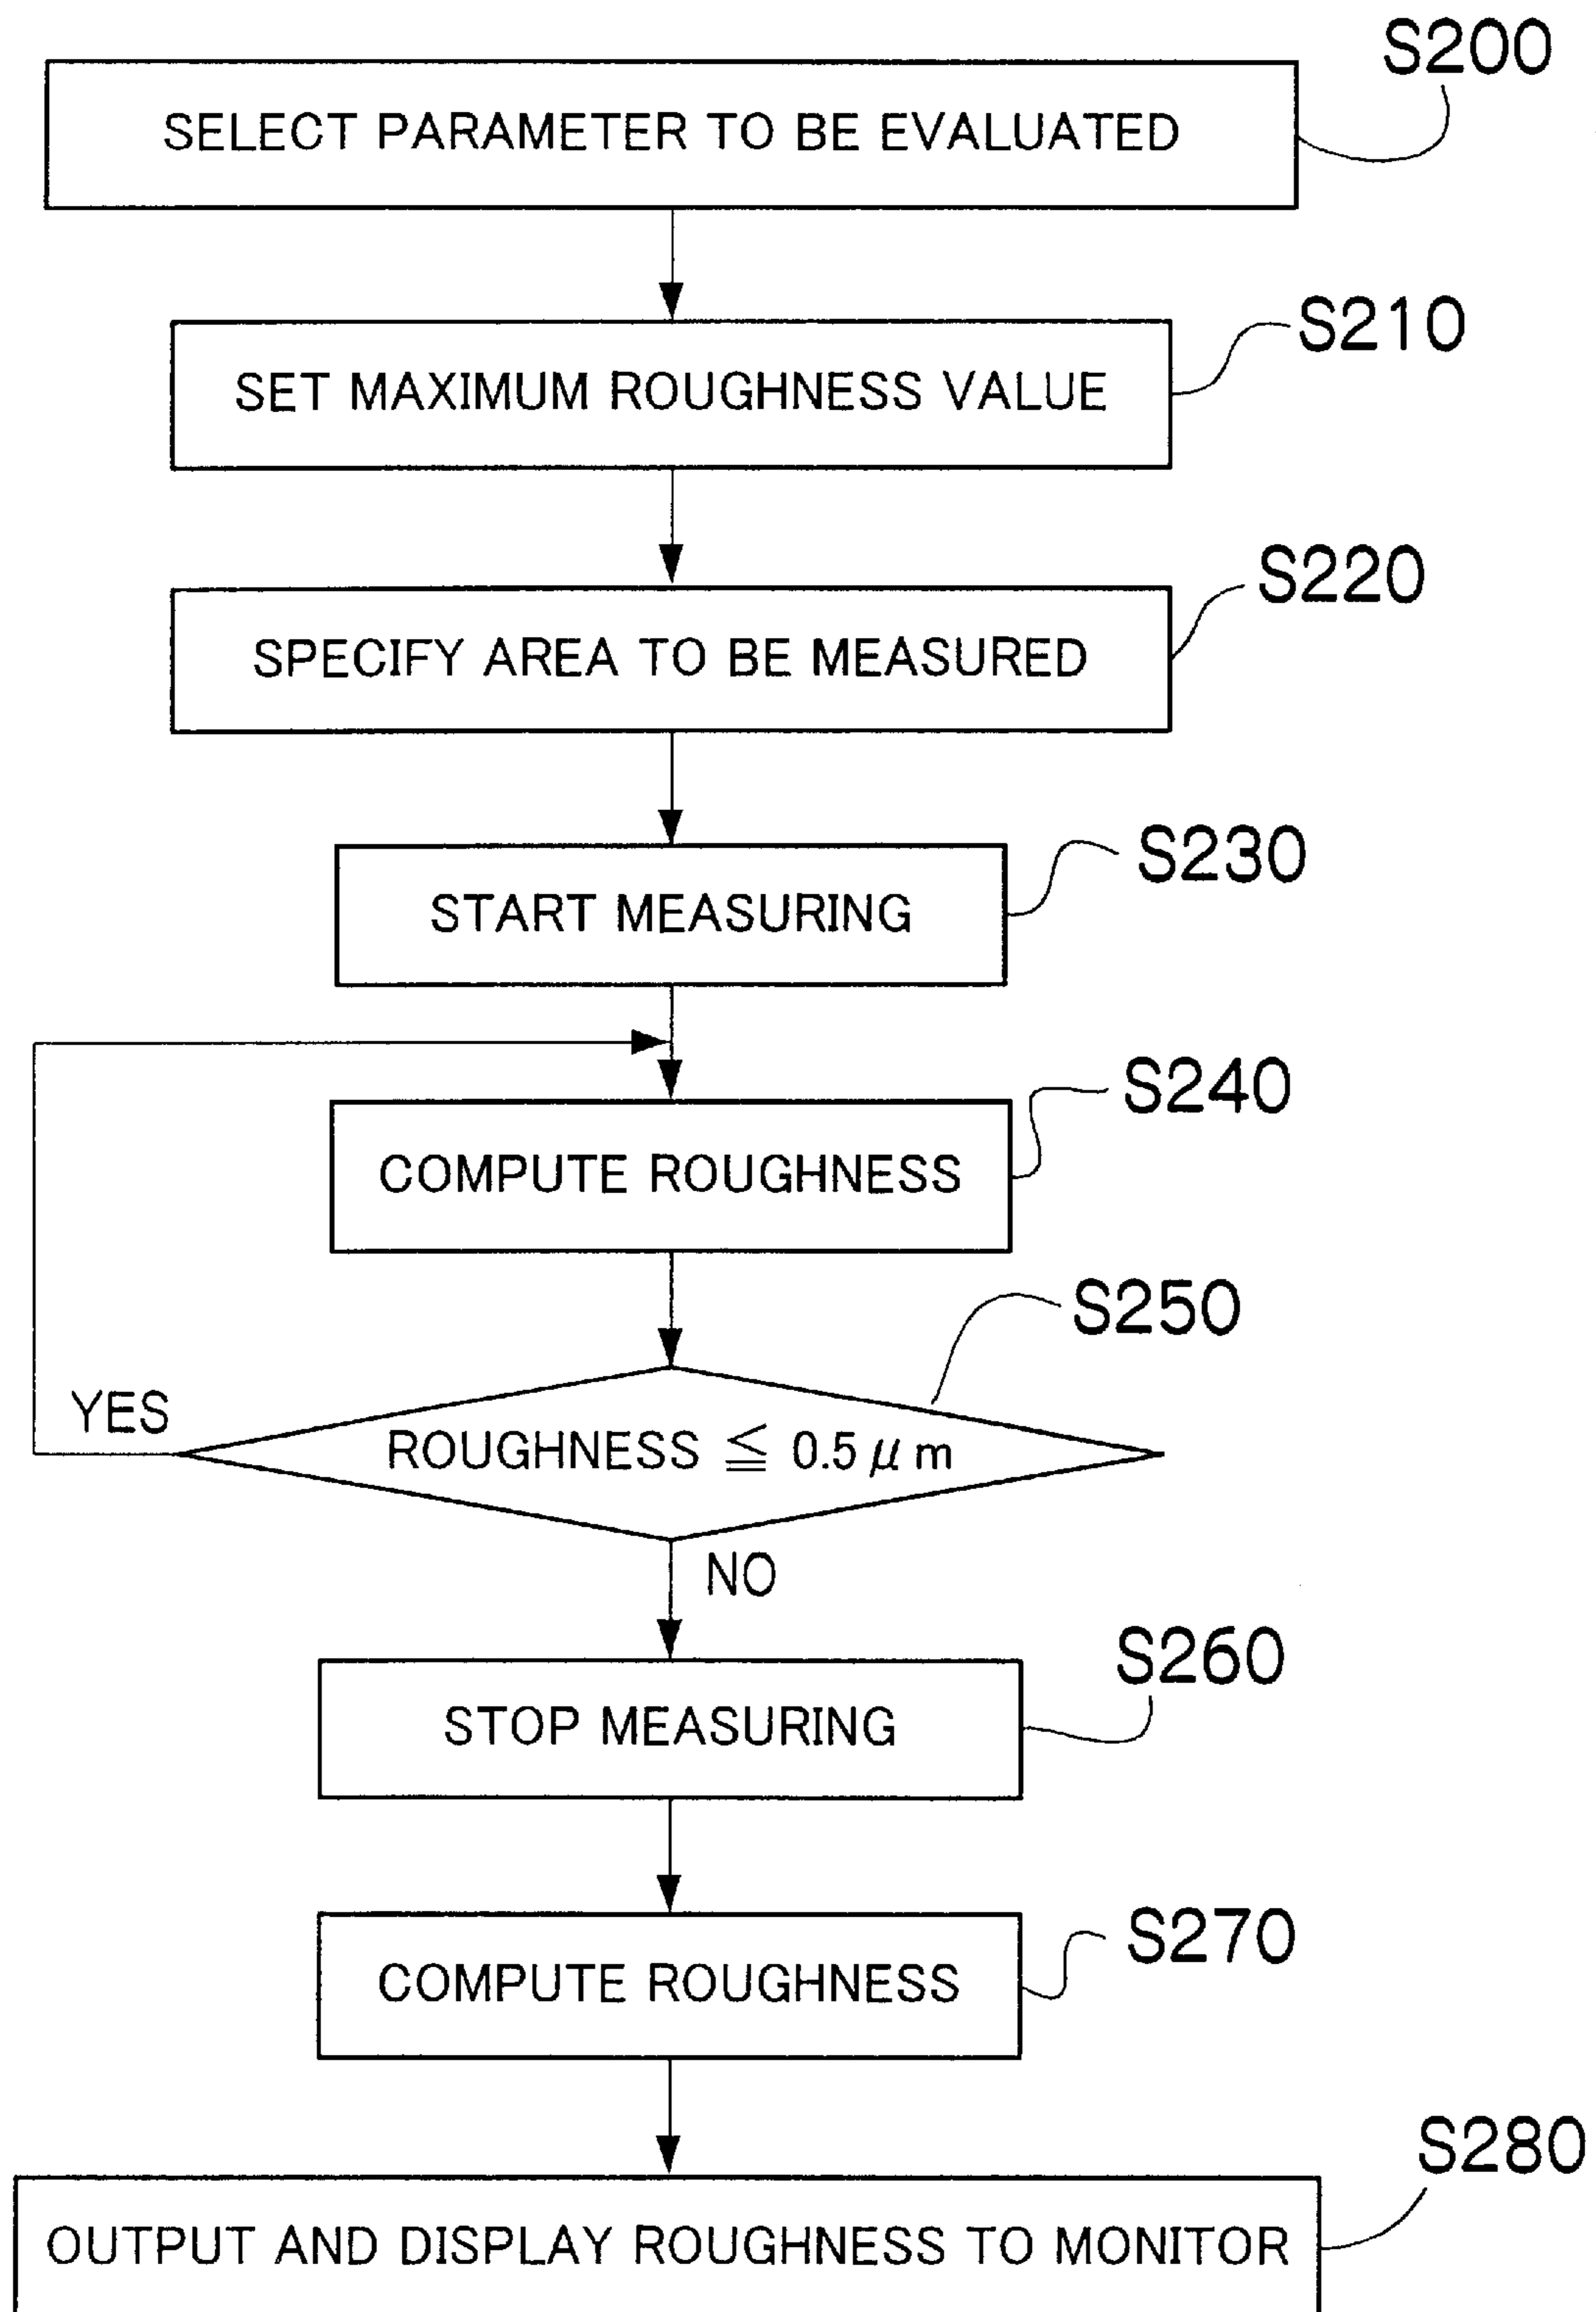 S200
SELECT PARAMETER TO BE EVALUATED
S210
SET MAXIMUM ROUGHNESS VALUE
S220
SPECIFY AREA TO BE MEASURED
S230
START MEASURING
S240
COMPUTE ROUGHNESS
S250
YES
ROUGHNESS ≦ 0.5 μm
NO
S260
STOP MEASURING
S270
COMPUTE ROUGHNESS
S280
OUTPUT AND DISPLAY ROUGHNESS TO MONITOR